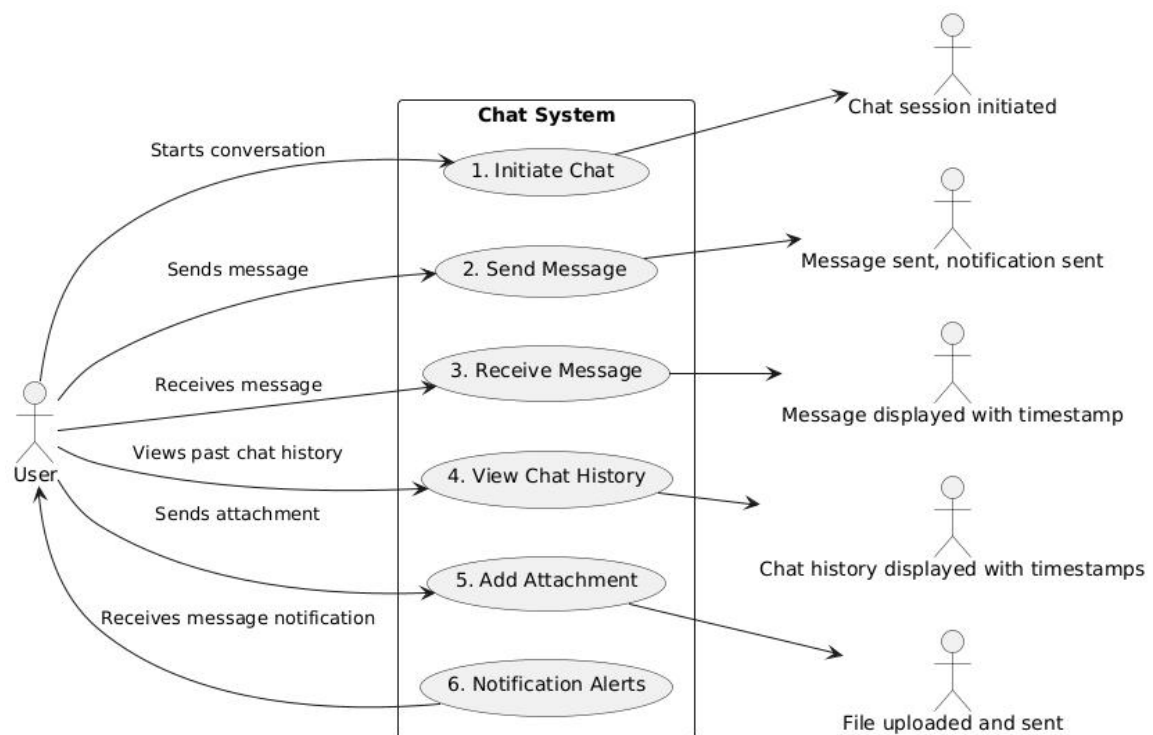 Chat session initiated
Chat System
Starts conversation
1. Initiate Chat
Sends message
2. Send Message
Message sent, notification sent
Receives message
3. Receive Message
Message displayed with timestamp
User
Views past chat history
4. View Chat History
Sends attachment
Chat history displayed with timestamps
5. Add Attachment
Receives message notification
6. Notification Alerts
File uploaded and sent